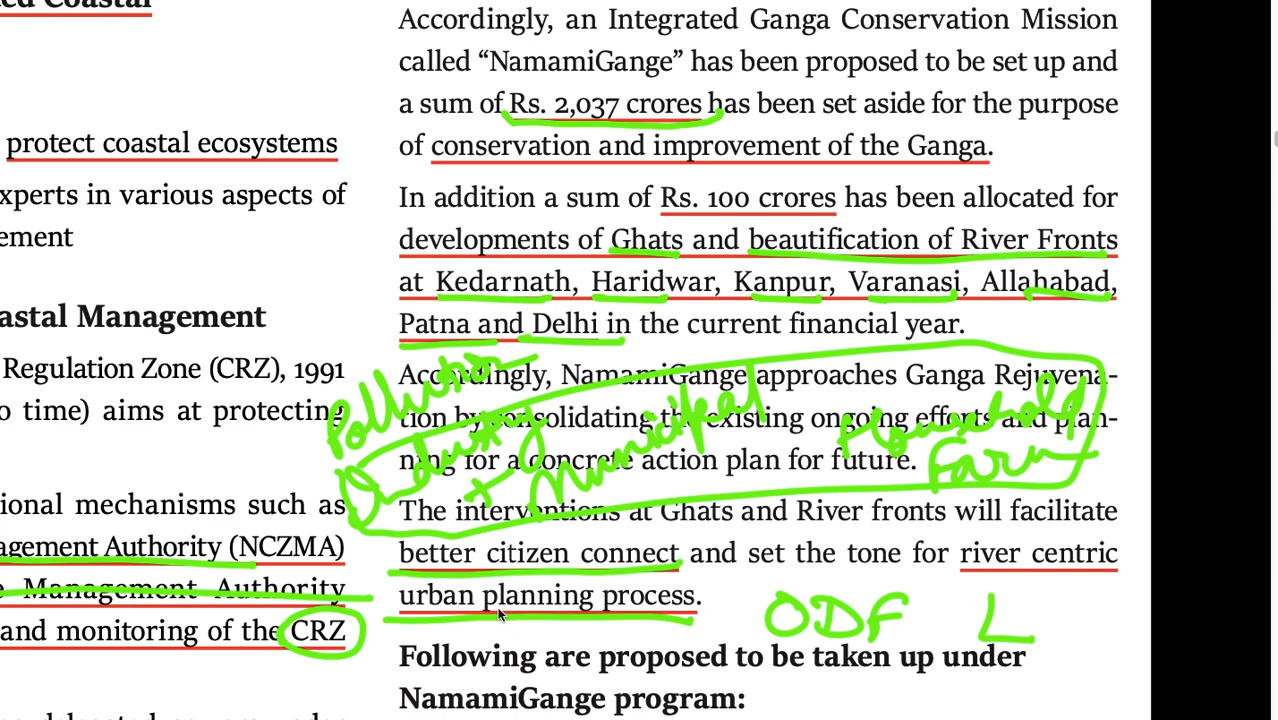 ed Coastal
protect coastal ecosystems
xperts in various aspects of
ement
astal Management
Regulation Zone (CRZ), 1991
o time) aims at protecting
ional mechanisms such as
agement Authority (NCZMA)
e Management Authority
and monitoring of the CRZ
Accordingly, an Integrated Ganga Conservation Mission
called “NamamiGange” has been proposed to be set up and
a sum of Rs. 2,037 crores has been set aside for the purpose
of conservation and improvement of the Ganga.
In addition a sum of Rs. 100 crores has been allocated for
developments of Ghats and beautification of River Fronts
at Kedarnath, Haridwar, Kanpur, Varanasi, Allahabad,
Patna and Delhi in the current financial year.
Accordingly, NamamiGange approaches Ganga Rejuvena-
tion by consolidating the existing ongoing efforts and plan-
ning for a concrete action plan for future.
The interventions at Ghats and River fronts will facilitate
better citizen connect and set the tone for river centric
urban planning process.
Following are proposed to be taken up under
NamamiGange program:
Pollution
Industry
+ Municipal
Household
Farm
ODF L